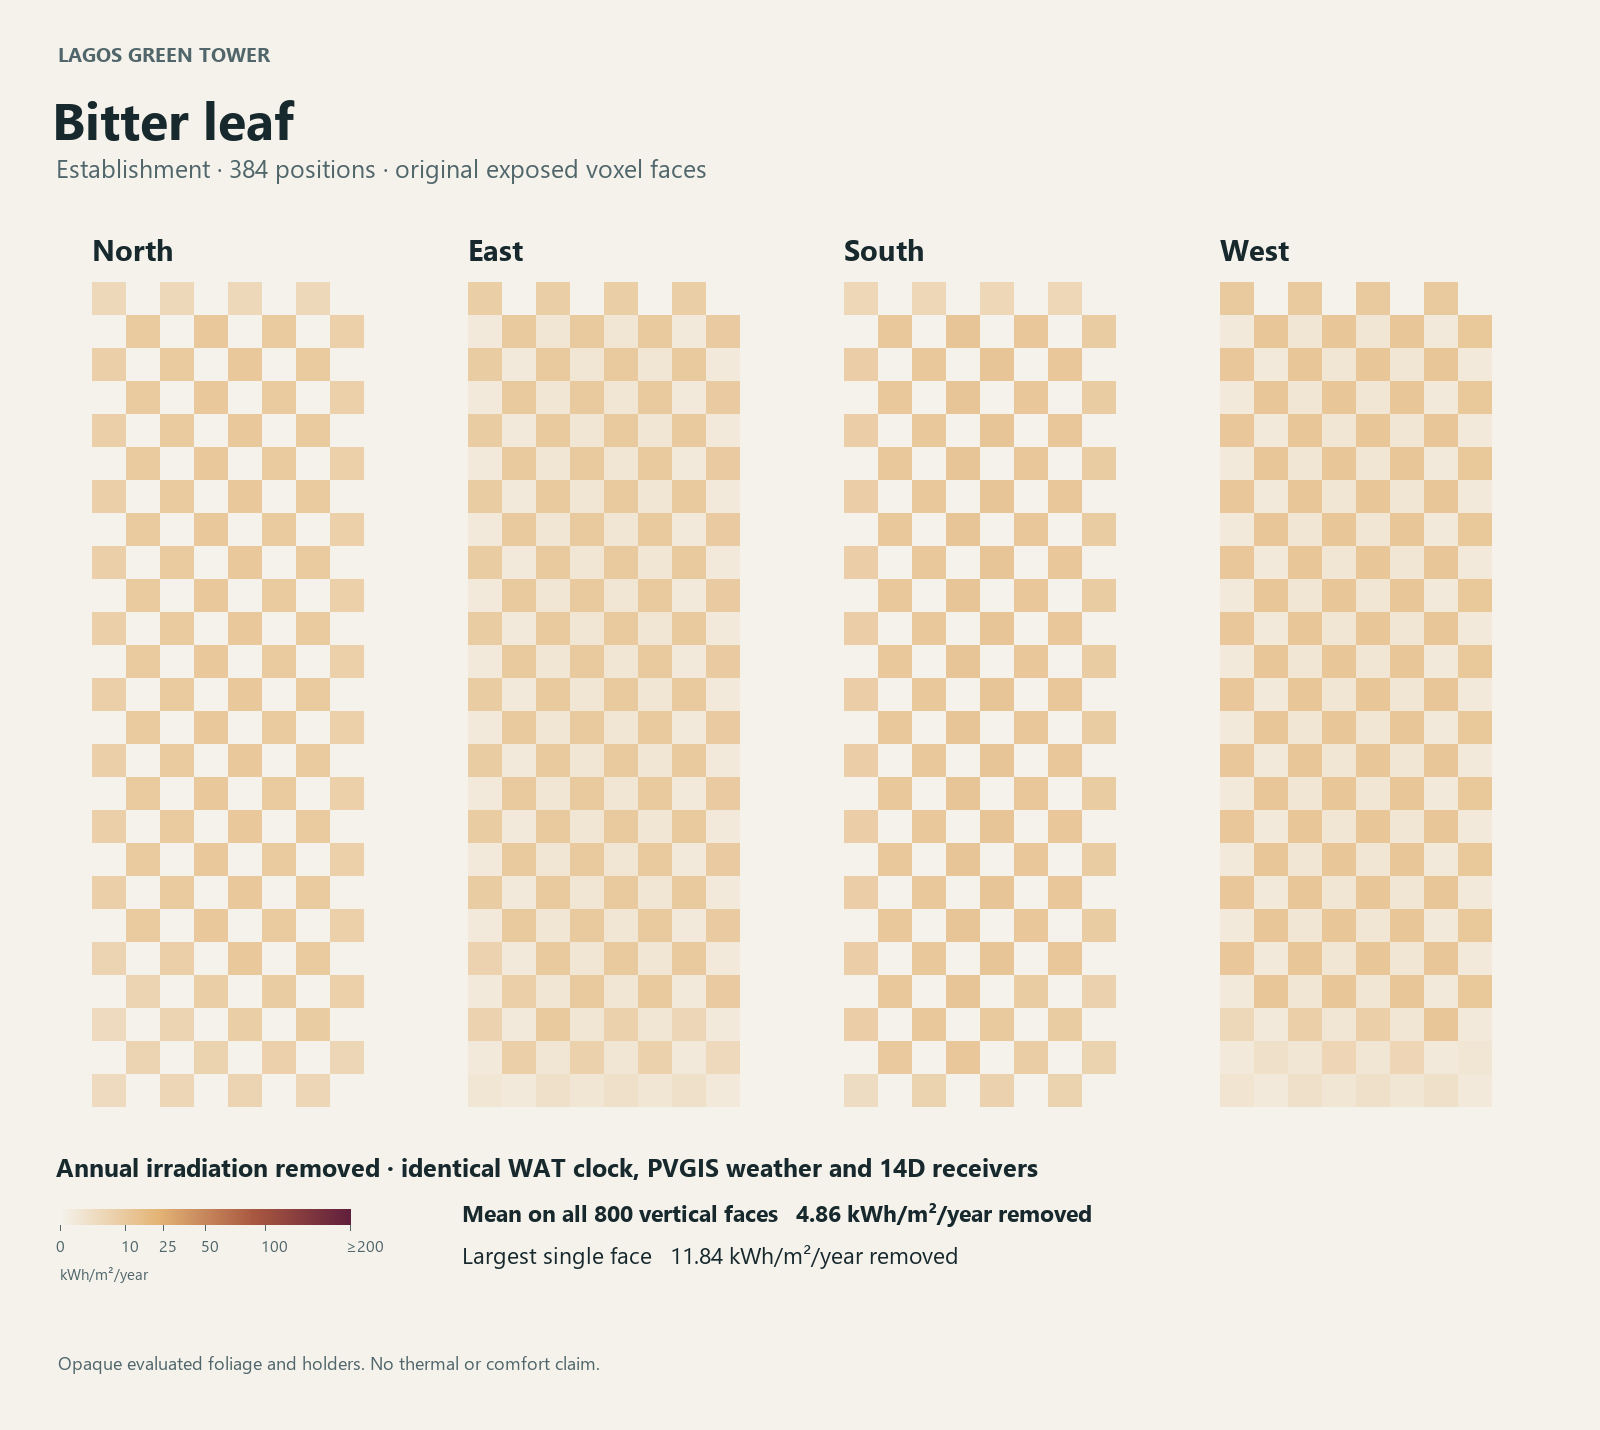 LAGOS GREEN TOWER
Bitter leaf
Establishment · 384 positions · original exposed voxel faces
North East South West
Annual irradiation removed · identical WAT clock, PVGIS weather and 14D receivers
Mean on all 800 vertical faces 4.86 kWh/m²/year removed
0 10 25 50 100 ≥200
Largest single face 11.84 kWh/m²/year removed
kWh/m²/year
Opaque evaluated foliage and holders. No thermal or comfort claim.